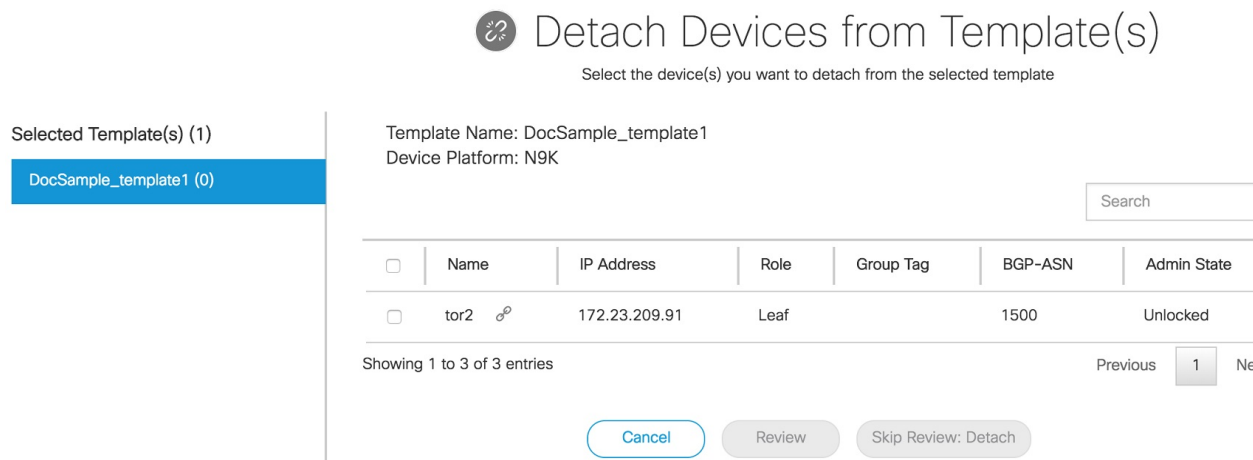 Detach Devices from Template(s)
Select the device(s) you want to detach from the selected template
Selected Template(s) (1)
DocSample_template1 (0)
Template Name: DocSample_template1
Device Platform: N9K
Search
Name IP Address Role Group Tag BGP-ASN Admin State
tor2 172.23.209.91 Leaf 1500 Unlocked
Showing 1 to 3 of 3 entries
Previous 1 Ne
Cancel Review Skip Review: Detach